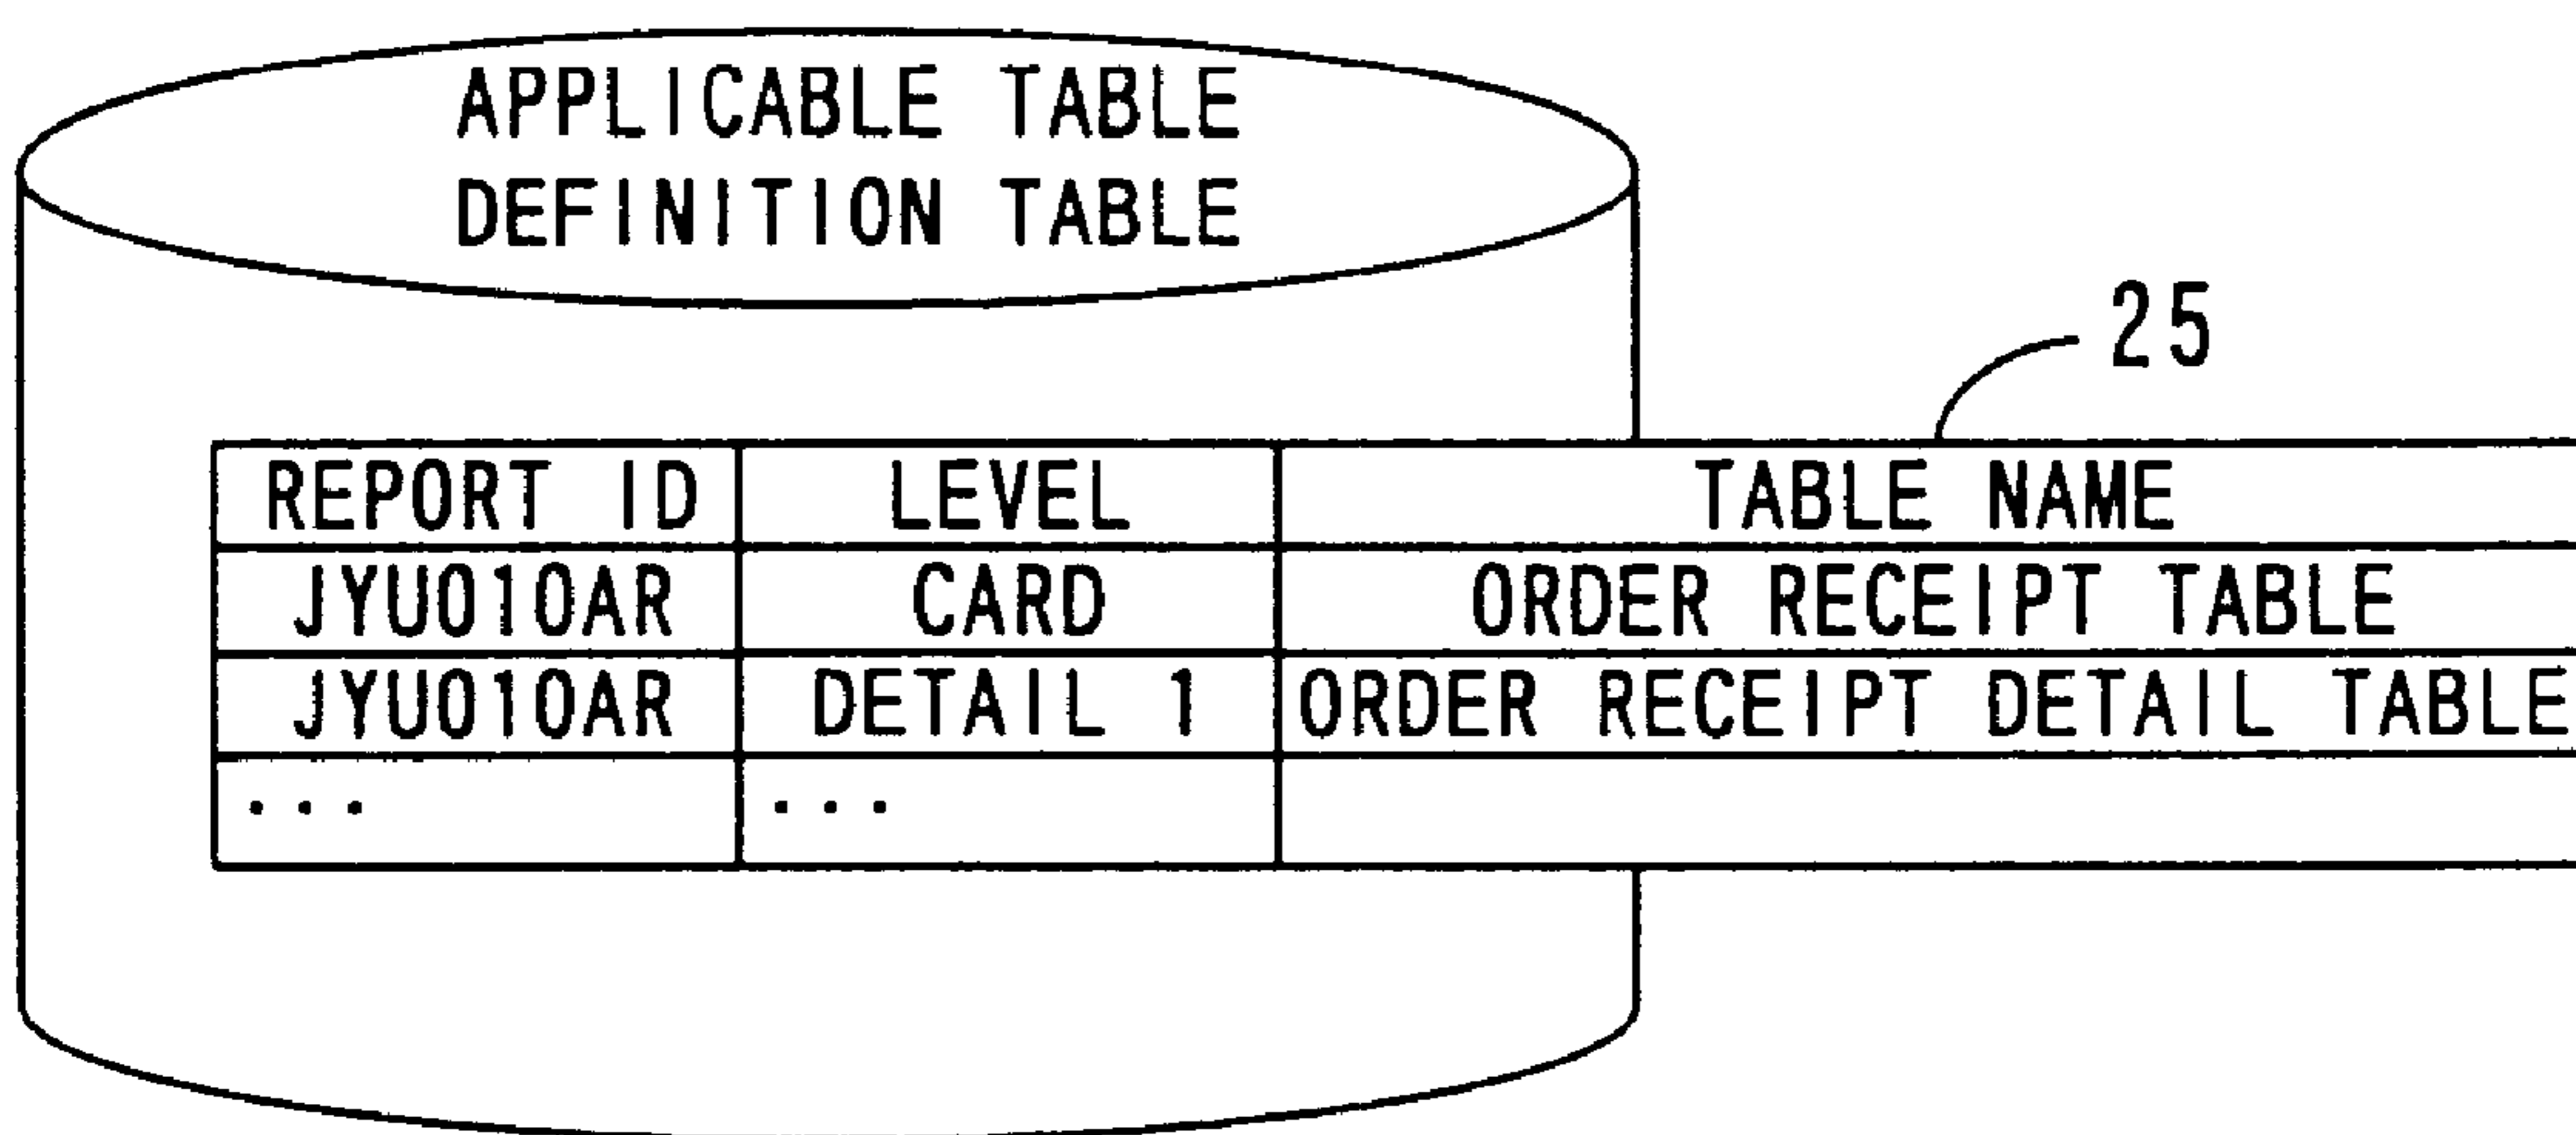 APPLICABLE TABLE
DEFINITION TABLE
25
REPORT ID LEVEL TABLE NAME
JYU010AR CARD ORDER RECEIPT TABLE
JYU010AR DETAIL 1 ORDER RECEIPT DETAIL TABLE
... ...